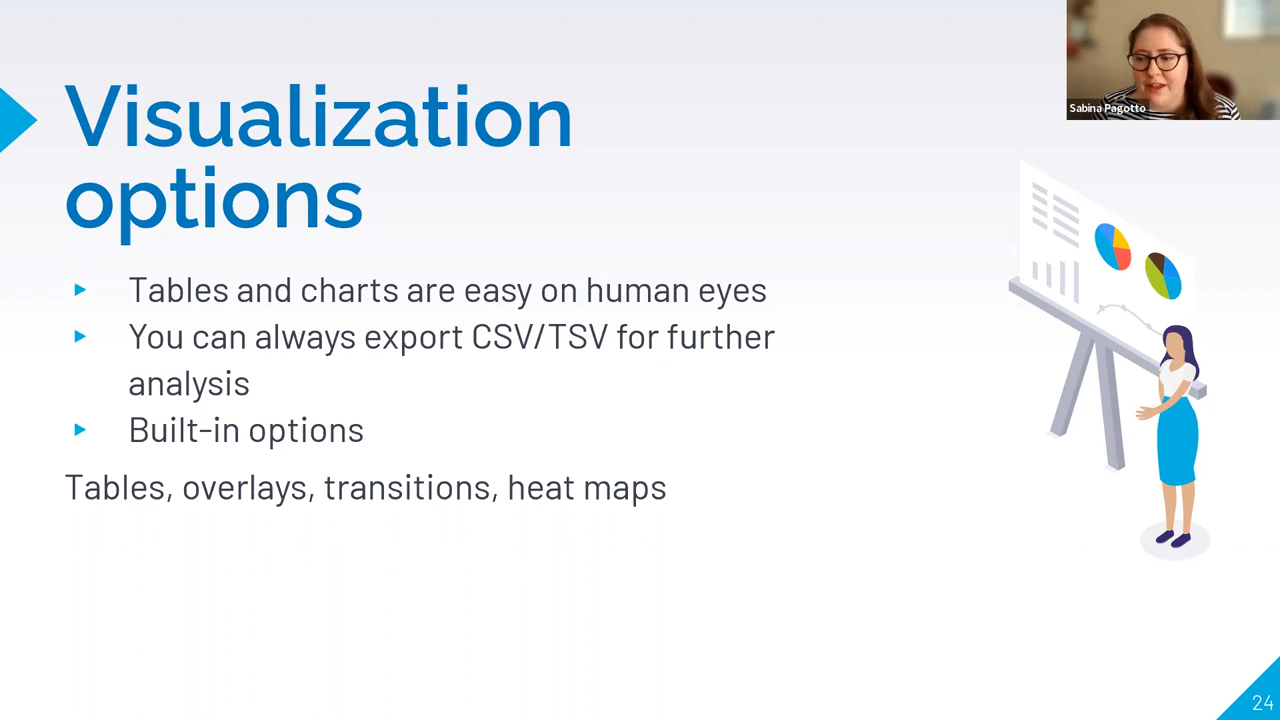 Sabina Pagotto
Visualization
options
Tables and charts are easy on human eyes
You can always export CSV/TSV for further
analysis
Built-in options
Tables, overlays, transitions, heat maps
24